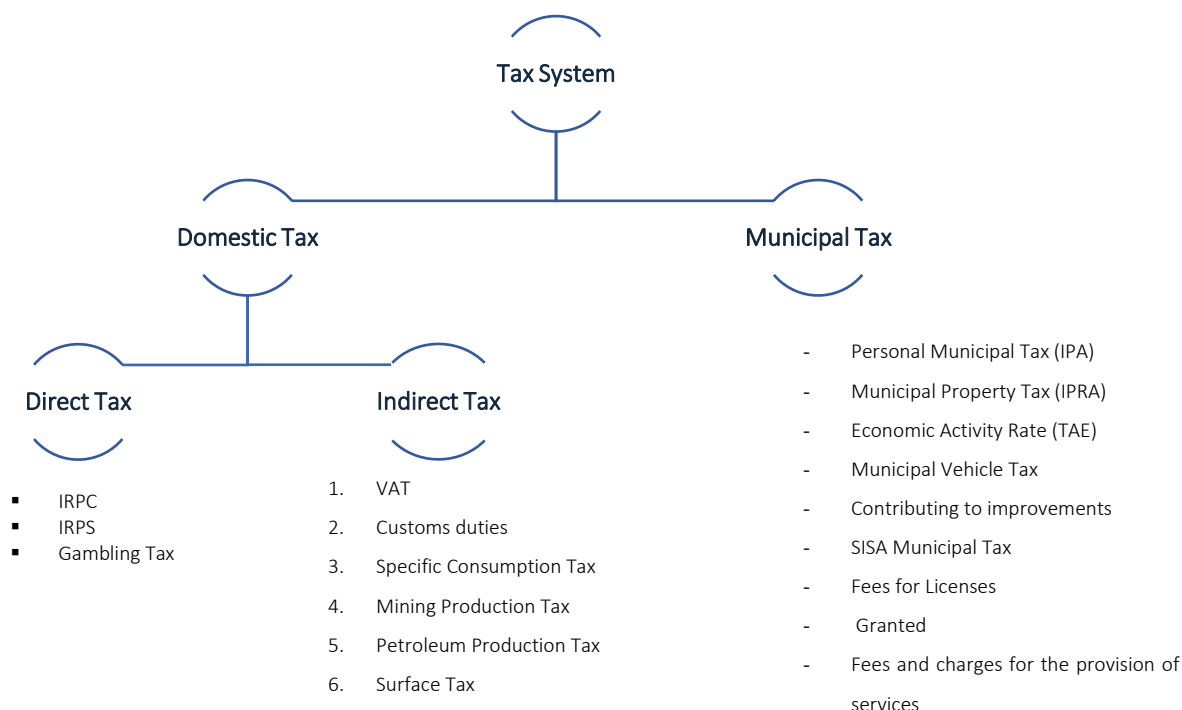 Tax System
Domestic Tax
Municipal Tax
Direct Tax
Indirect Tax
▪ IRPC
▪ IRPS
▪ Gambling Tax
1. VAT
2. Customs duties
3. Specific Consumption Tax
4. Mining Production Tax
5. Petroleum Production Tax
6. Surface Tax
- Personal Municipal Tax (IPA)
- Municipal Property Tax (IPRA)
- Economic Activity Rate (TAE)
- Municipal Vehicle Tax
- Contributing to improvements
- SISA Municipal Tax
- Fees for Licenses
- Granted
- Fees and charges for the provision of
services